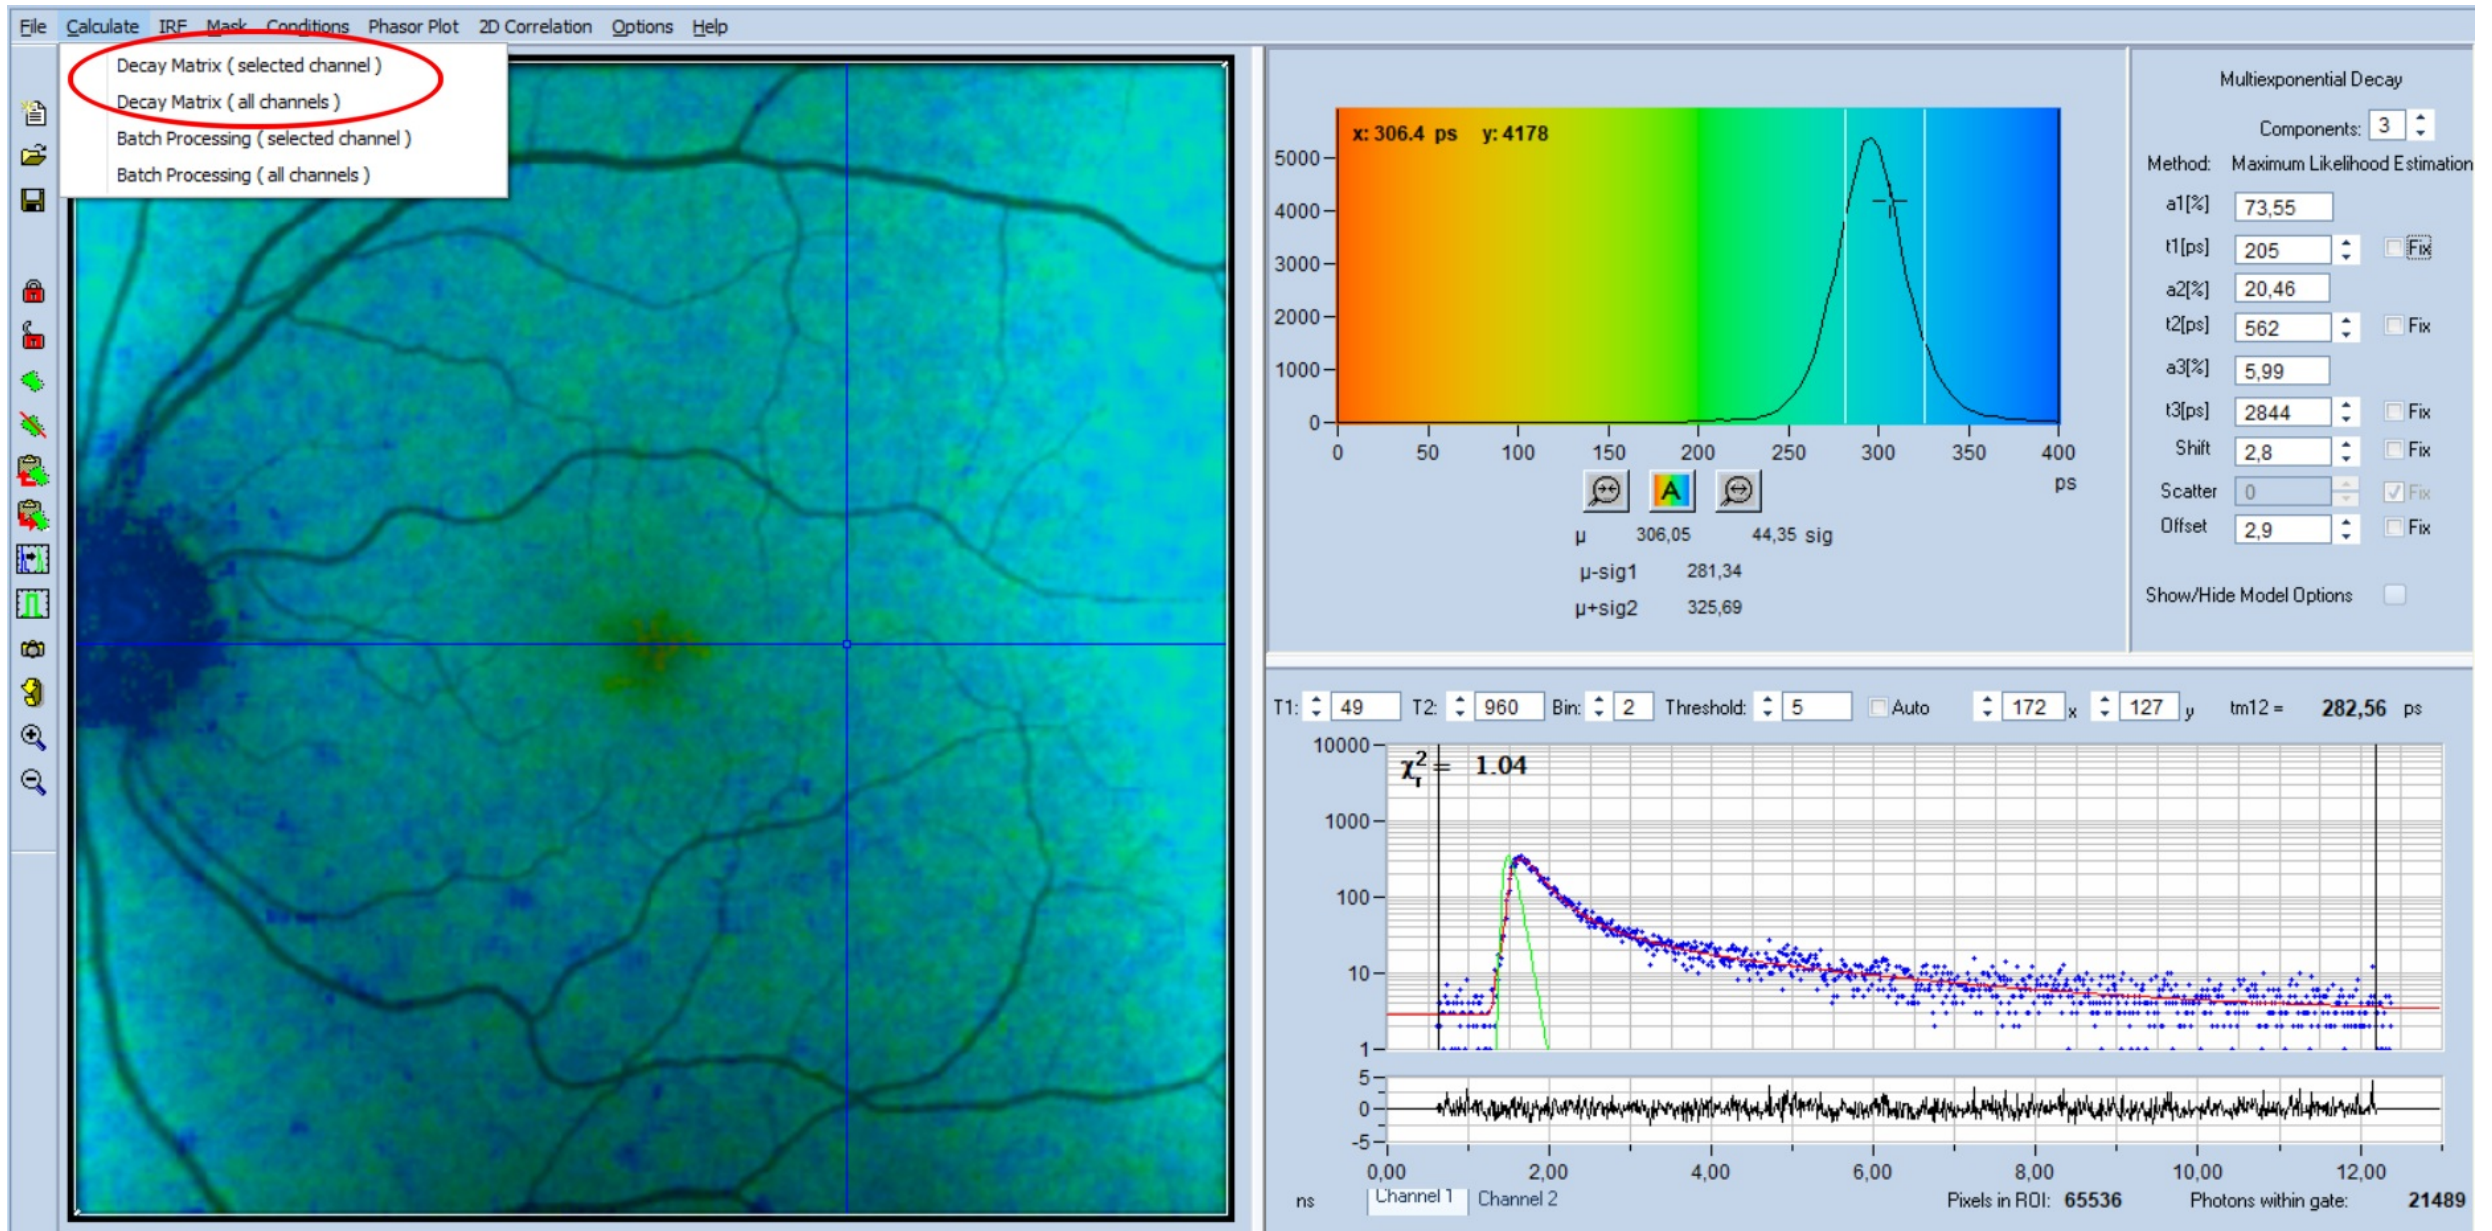 File Calculate IRF Mask Conditions Phasor Plot 2D Correlation Options Help
Decay Matrix ( selected channel )
Decay Matrix ( all channels )
Batch Processing ( selected channel )
Batch Processing ( all channels )
x: 306.4 ps y: 4178
5000
4000
3000
2000
1000
0
0 50 100 150 200 250 300 350 400
ps
A
µ 306,05 44,35 sig
µ-sig1 281,34
µ+sig2 325,69
Multiexponential Decay
Components: 3
Method: Maximum Likelihood Estimation
a1[%] 73,55
t1[ps] 205 Fix
a2[%] 20,46
t2[ps] 562 Fix
a3[%] 5,99
t3[ps] 2844 Fix
Shift 2,8 Fix
Scatter 0 Fix
Offset 2,9 Fix
Show/Hide Model Options
T1: 49 T2: 960 Bin: 2 Threshold: 5 Auto 172 x 127 y tm12 = 282,56 ps
χr² = 1.04
10000
1000
100
10
1
5
0
-5
0,00 2,00 4,00 6,00 8,00 10,00 12,00
ns Channel 1 Channel 2 Pixels in ROI: 65536 Photons within gate: 21489